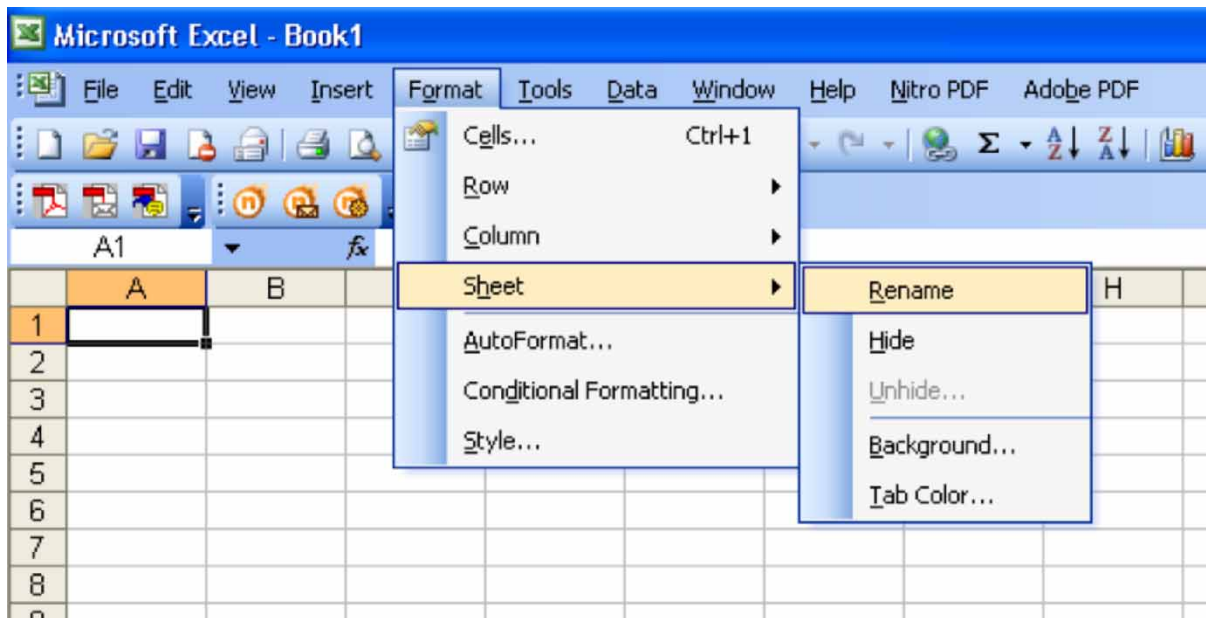 Microsoft Excel - Book1
File Edit View Insert Format Tools Data Window Help Nitro PDF Adobe PDF
Cells... Ctrl+1
Σ A Z Z A
Row
n
A1 fx
Column
A B H
Sheet
Rename
1
AutoFormat...
Hide
2
Conditional Formatting...
Unhide...
3
4
Style...
Background...
5
Tab Color...
6
7
8